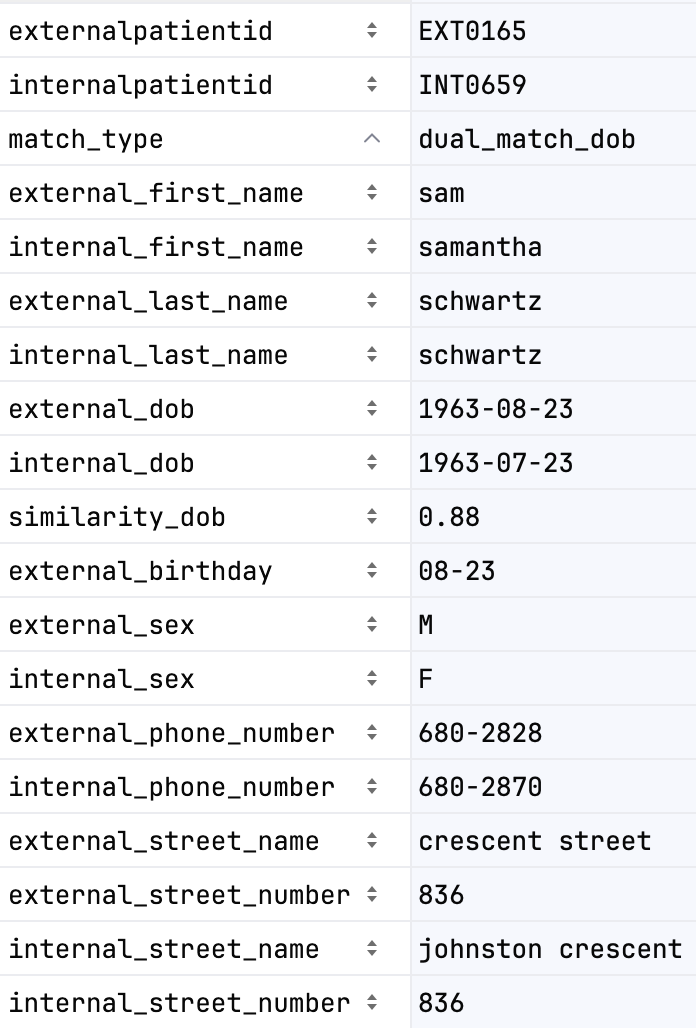 externalpatientid EXT0165
internalpatientid INT0659
match_type dual_match_dob
external_first_name sam
internal_first_name samantha
external_last_name schwartz
internal_last_name schwartz
external_dob 1963-08-23
internal_dob 1963-07-23
similarity_dob 0.88
external_birthday 08-23
external_sex M
internal_sex F
external_phone_number 680-2828
internal_phone_number 680-2870
external_street_name crescent street
external_street_number 836
internal_street_name johnston crescent
internal_street_number 836